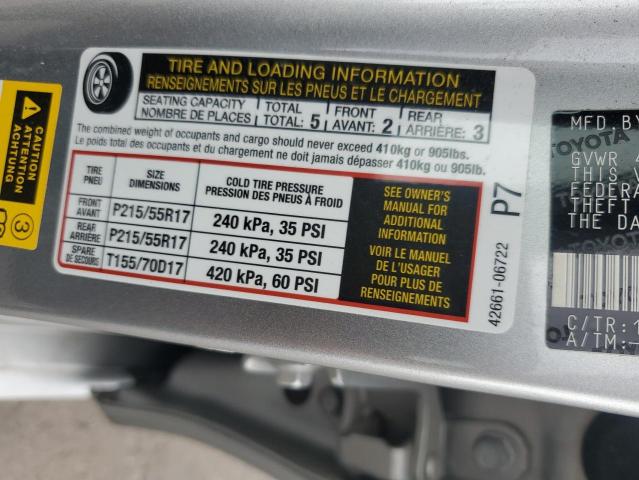 TIRE AND LOADING INFORMATION
RENSEIGNEMENTS SUR LES PNEUS ET LE CHARGEMENT
SEATING CAPACITY
NOMBRE DE PLACES
TOTAL
TOTAL: 5
FRONT
AVANT: 2
REAR
ARRIÈRE: 3
The combined weight of occupants and cargo should never exceed 410kg or 905lbs.
Le poids total des occupants et du chargement ne doit jamais dépasser 410kg ou 905lb.
TIRE
PNEU
SIZE
DIMENSIONS
COLD TIRE PRESSURE
PRESSION DES PNEUS À FROID
FRONT
AVANT
P215/55R17
240 kPa, 35 PSI
REAR
ARRIÈRE
P215/55R17
240 kPa, 35 PSI
SPARE
DE SECOURS
T155/70D17
420 kPa, 60 PSI
SEE OWNER'S
MANUAL FOR
ADDITIONAL
INFORMATION
VOIR LE MANUEL
DE L'USAGER
POUR PLUS DE
RENSEIGNEMENTS
P7
42661-06722
CAUTION
ATTENTION
ACHTUNG
3
MFD BY
TOYOTA
GVWR
THIS V
FEDERA
THEFT
THE DA
C/TR:
A/TM:-